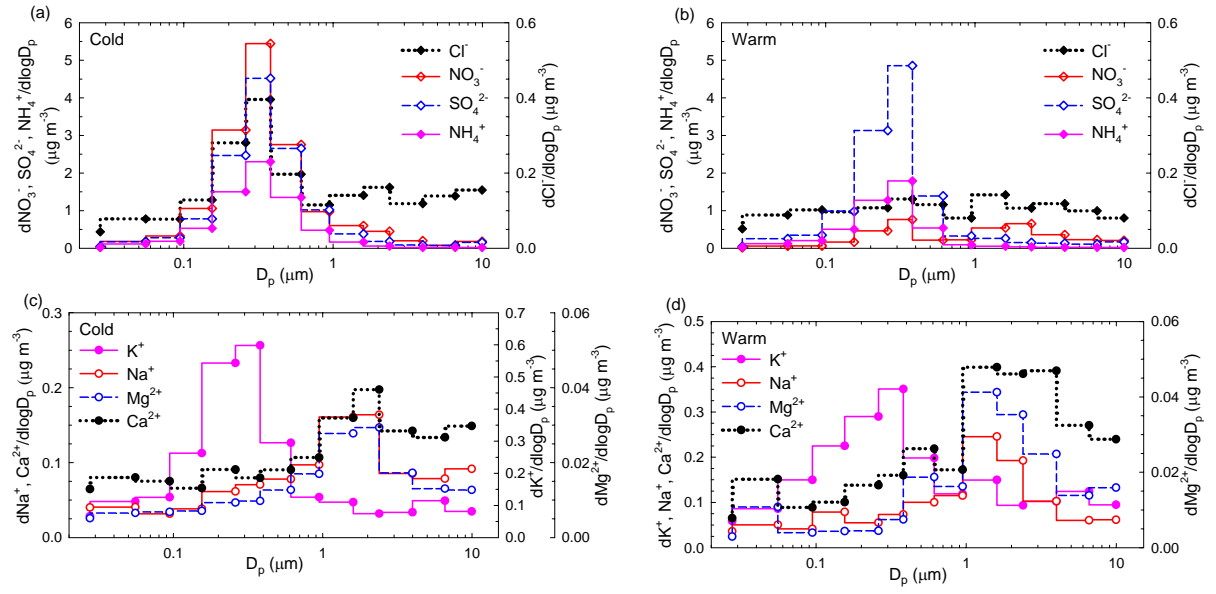 (a)
Cold
Cl⁻
NO₃⁻
SO₄²⁻
NH₄⁺
dNO₃⁻, SO₄²⁻, NH₄⁺/dlogDₚ
(μg m⁻³)
6
5
4
3
2
1
0
0.6
0.4
0.2
0.0
dCl⁻/dlogDₚ (μg m⁻³)
0.1
1
10
Dₚ (μm)
(b)
Warm
Cl⁻
NO₃⁻
SO₄²⁻
NH₄⁺
dNO₃⁻, SO₄²⁻, NH₄⁺/dlogDₚ
(μg m⁻³)
6
5
4
3
2
1
0
0.6
0.4
0.2
0.0
dCl⁻/dlogDₚ (μg m⁻³)
0.1
1
10
Dₚ (μm)
(c)
Cold
K⁺
Na⁺
Mg²⁺
Ca²⁺
dNa⁺, Ca²⁺/dlogDₚ (μg m⁻³)
0.3
0.2
0.1
0.0
0.7
0.6
0.5
0.4
0.3
0.2
0.1
0.0
dK⁺/dlogDₚ (μg m⁻³)
0.06
0.04
0.02
0.00
dMg²⁺/dlogDₚ (μg m⁻³)
0.1
1
10
Dₚ (μm)
(d)
Warm
K⁺
Na⁺
Mg²⁺
Ca²⁺
dK⁺, Na⁺, Ca²⁺/dlogDₚ (μg m⁻³)
0.5
0.4
0.3
0.2
0.1
0.0
0.06
0.04
0.02
0.00
dMg²⁺/dlogDₚ (μg m⁻³)
0.1
1
10
Dₚ (μm)